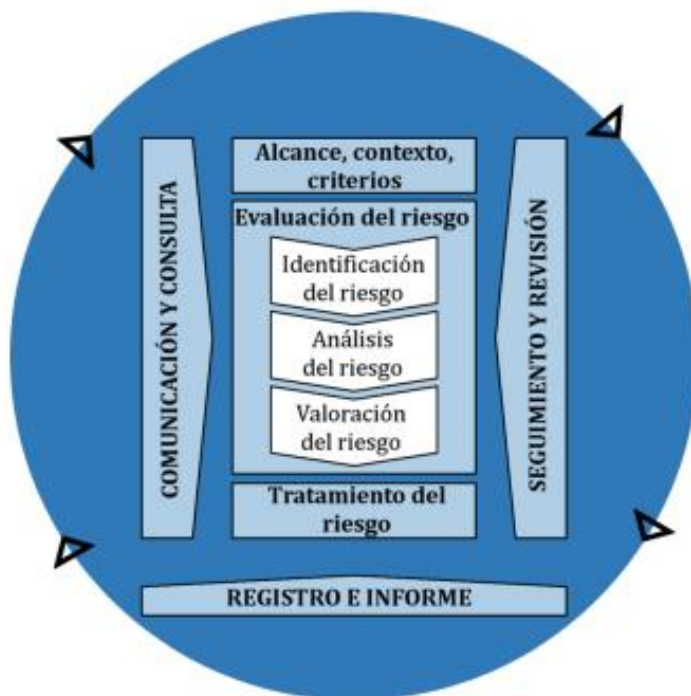 Alcance, contexto,
criterios
COMUNICACIÓN Y CONSULTA
Evaluación del riesgo
Identificación
del riesgo
Análisis
del riesgo
Valoración
del riesgo
SEGUIMIENTO Y REVISIÓN
Tratamiento del
riesgo
REGISTRO E INFORME